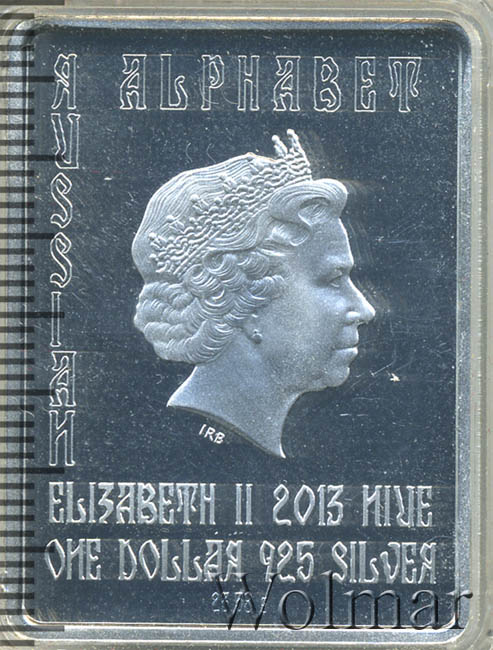 ALPHABET
RUSSIAN
IRB
ELIZABETH II 2013 NIUE
ONE DOLLAR 925 SILVER
Wolmar